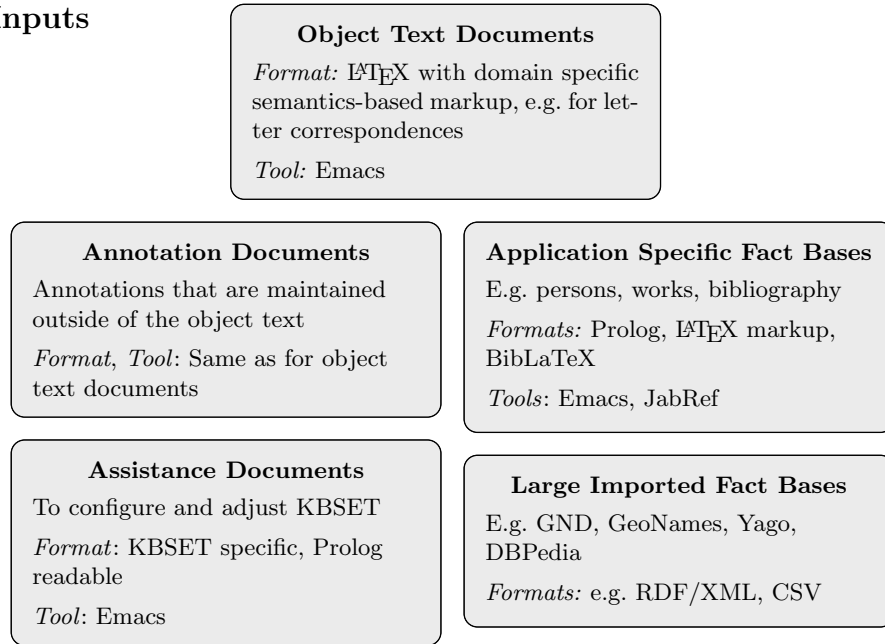 Inputs
Object Text Documents
Format: LATEX with domain specific
semantics-based markup, e.g. for let-
ter correspondences
Tool: Emacs
Annotation Documents
Annotations that are maintained
outside of the object text
Format, Tool: Same as for object
text documents
Application Specific Fact Bases
E.g. persons, works, bibliography
Formats: Prolog, LATEX markup,
BibLaTeX
Tools: Emacs, JabRef
Assistance Documents
To configure and adjust KBSET
Format: KBSET specific, Prolog
readable
Tool: Emacs
Large Imported Fact Bases
E.g. GND, GeoNames, Yago,
DBPedia
Formats: e.g. RDF/XML, CSV